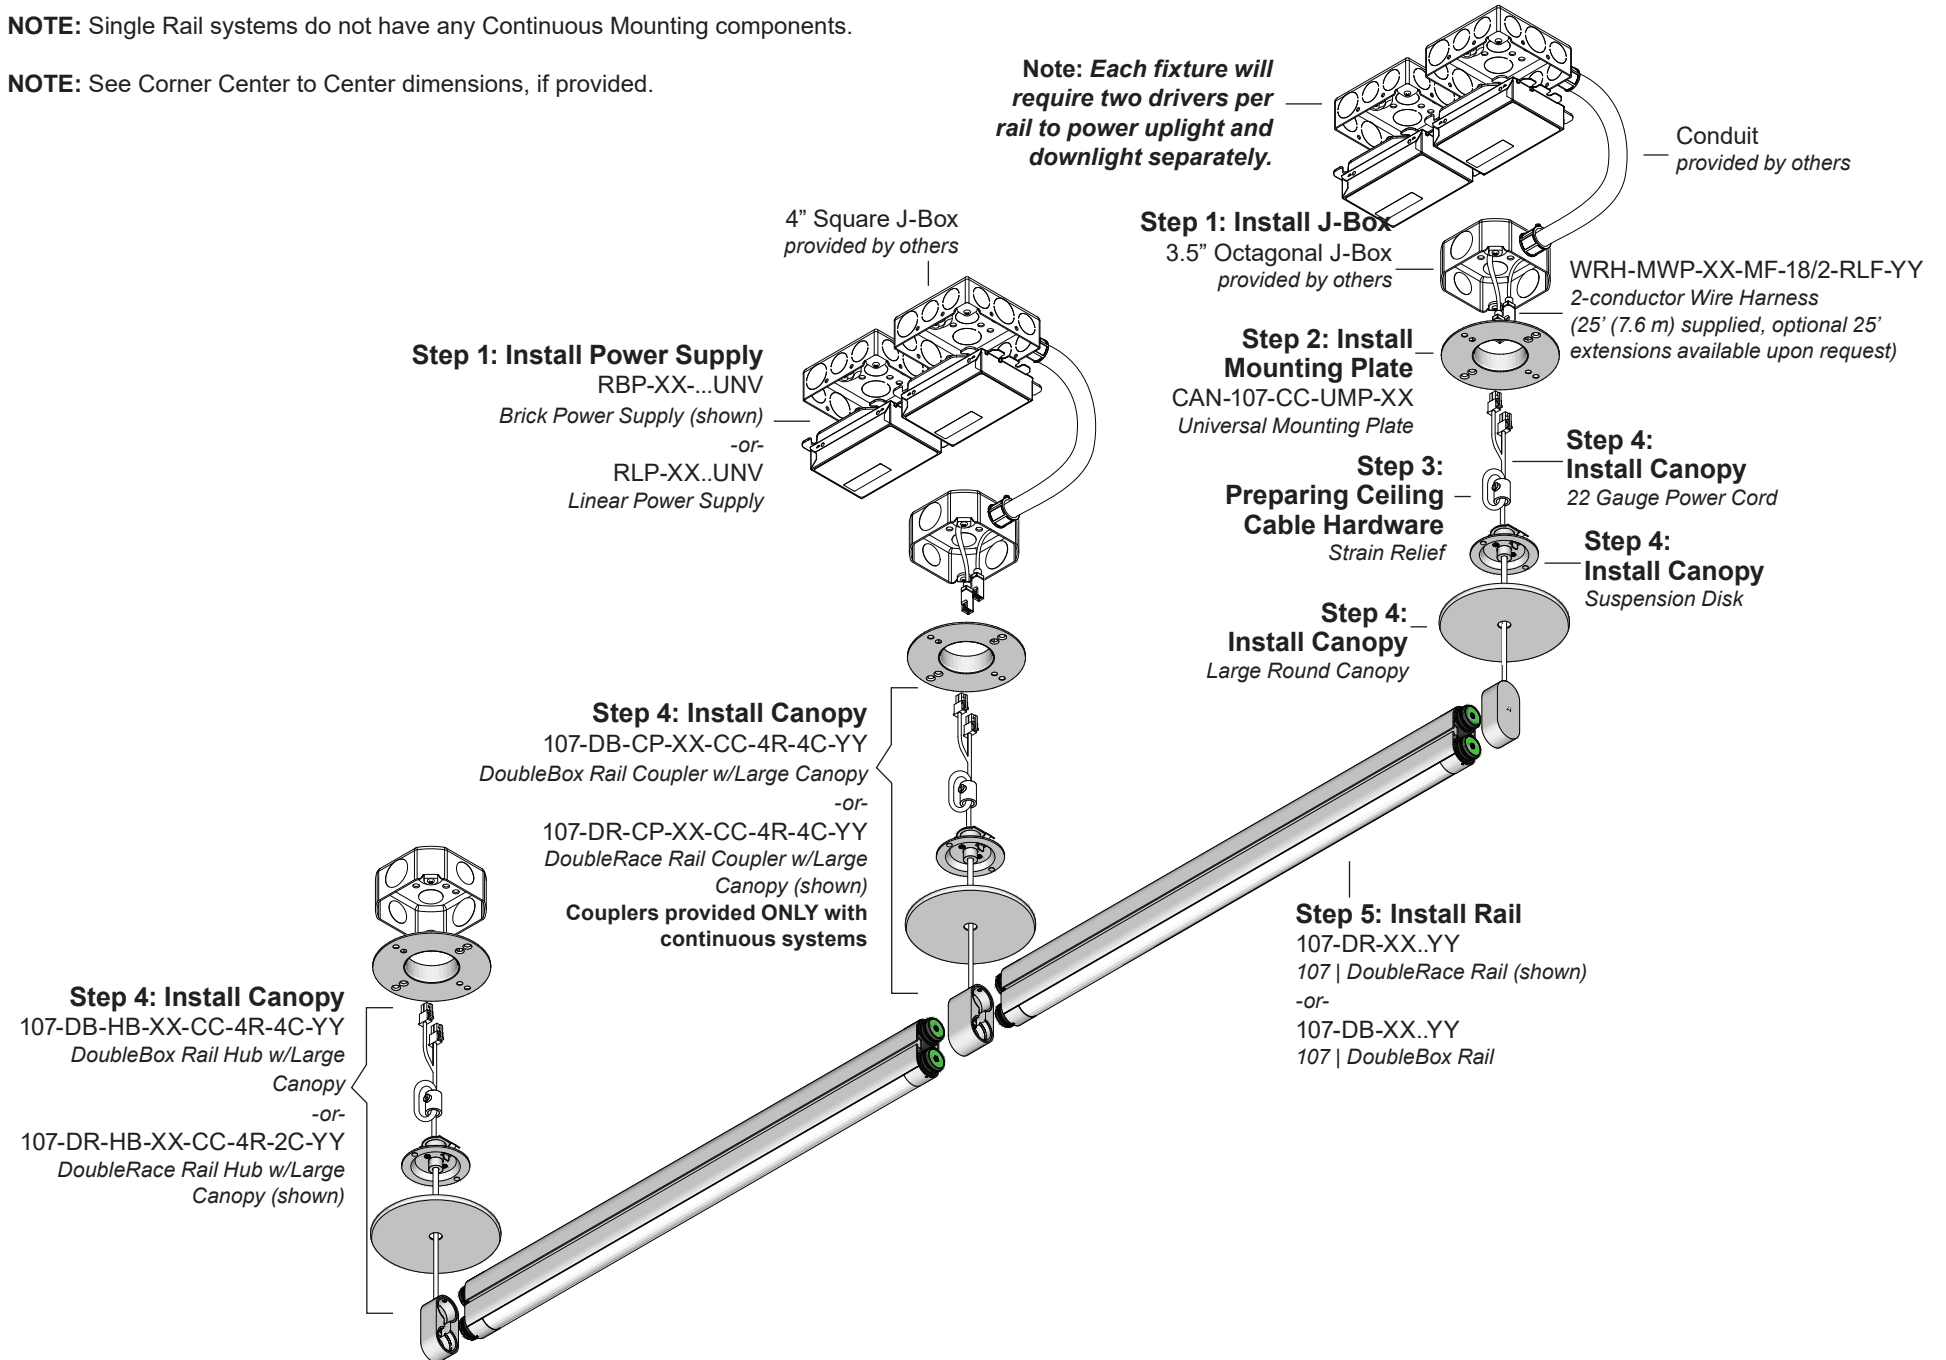 NOTE: Single Rail systems do not have any Continuous Mounting components.
NOTE: See Corner Center to Center dimensions, if provided.
Note: Each fixture will
require two drivers per
rail to power uplight and
downlight separately.
Conduit
provided by others
4” Square J-Box
provided by others
Step 1: Install J-Box
3.5” Octagonal J-Box
provided by others
WRH-MWP-XX-MF-18/2-RLF-YY
2-conductor Wire Harness
(25’ (7.6 m) supplied, optional 25’
extensions available upon request)
Step 1: Install Power Supply
RBP-XX-...UNV
Brick Power Supply (shown)
-or-
RLP-XX..UNV
Linear Power Supply
Step 2: Install
Mounting Plate
CAN-107-CC-UMP-XX
Universal Mounting Plate
Step 3:
Preparing Ceiling
Cable Hardware
Strain Relief
Step 4:
Install Canopy
22 Gauge Power Cord
Step 4:
Install Canopy
Suspension Disk
Step 4:
Install Canopy
Large Round Canopy
Step 4: Install Canopy
107-DB-CP-XX-CC-4R-4C-YY
DoubleBox Rail Coupler w/Large Canopy
-or-
107-DR-CP-XX-CC-4R-4C-YY
DoubleRace Rail Coupler w/Large
Canopy (shown)
Couplers provided ONLY with
continuous systems
Step 5: Install Rail
107-DR-XX..YY
107 | DoubleRace Rail (shown)
-or-
107-DB-XX..YY
107 | DoubleBox Rail
Step 4: Install Canopy
107-DB-HB-XX-CC-4R-4C-YY
DoubleBox Rail Hub w/Large
Canopy
-or-
107-DR-HB-XX-CC-4R-2C-YY
DoubleRace Rail Hub w/Large
Canopy (shown)